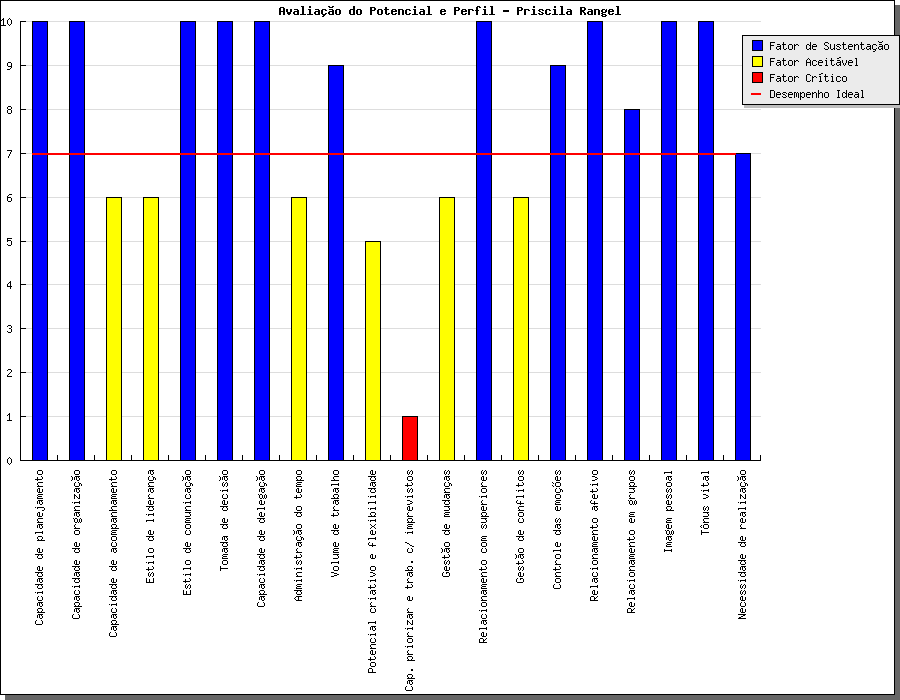 Avaliação do Potencial e Perfil - Priscila Rangel
Fator de Sustentação
Fator Aceitável
Fator Crítico
Desempenho Ideal
10
9
8
7
6
5
4
3
2
1
0
Capacidade de planejamento
Capacidade de organização
Capacidade de acompanhamento
Estilo de liderança
Estilo de comunicação
Tomada de decisão
Capacidade de delegação
Administração do tempo
Volume de trabalho
Potencial criativo e flexibilidade
Cap. priorizar e trab. c/ imprevistos
Gestão de mudanças
Relacionamento com superiores
Gestão de conflitos
Controle das emoções
Relacionamento afetivo
Relacionamento em grupos
Imagem pessoal
Tônus vital
Necessidade de realização